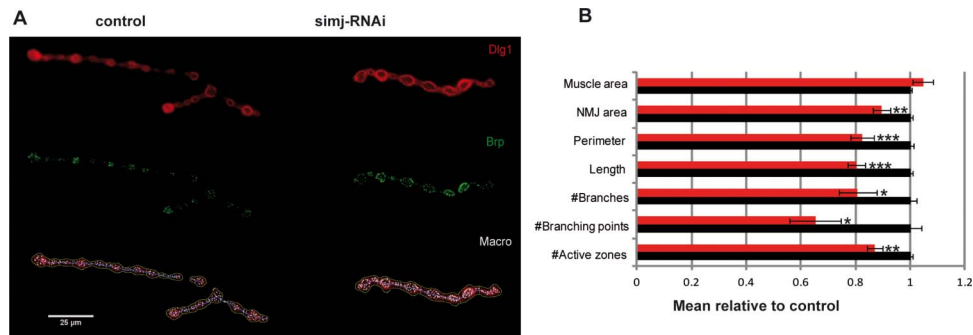 A
control
simj-RNAi
Dlg1
Brp
Macro
25 µm
B
Muscle area
NMJ area
**
Perimeter
***
Length
***
#Branches
*
#Branching points
*
#Active zones
**
0 0.2 0.4 0.6 0.8 1 1.2
Mean relative to control